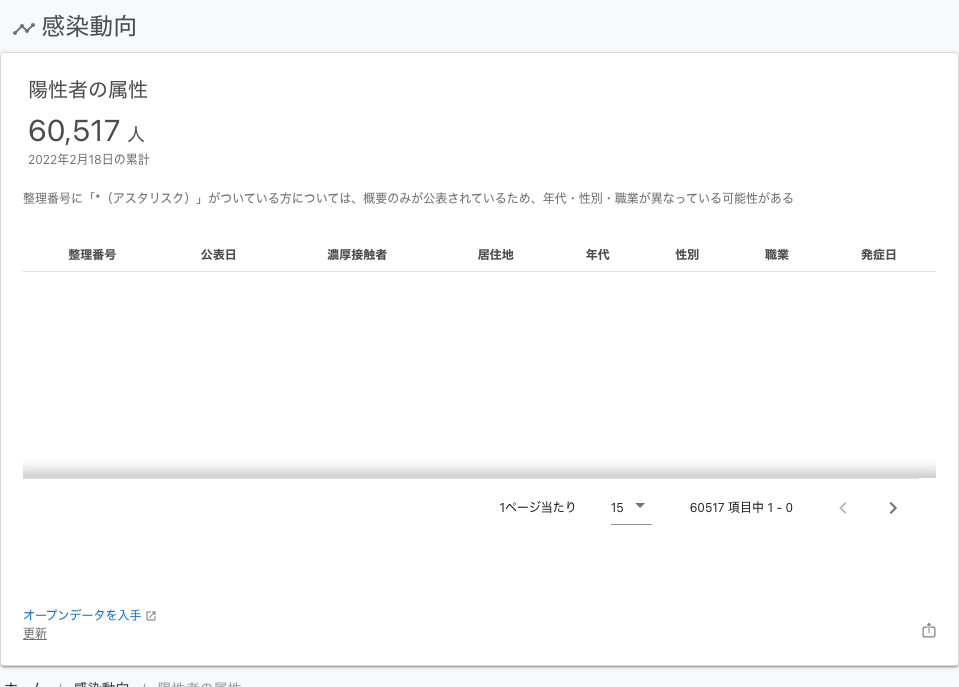 感染動向
陽性者の属性
60,517 人
2022年2月18日の累計
整理番号に「*（アスタリスク）」がついている方については、概要のみが公表されているため、年代・性別・職業が異なっている可能性がある
整理番号 公表日 濃厚接触者 居住地 年代 性別 職業 発症日
1ページ当たり 15 60517 項目中 1 - 0
オープンデータを入手
更新
ホーム / 感染動向 / 陽性者の属性